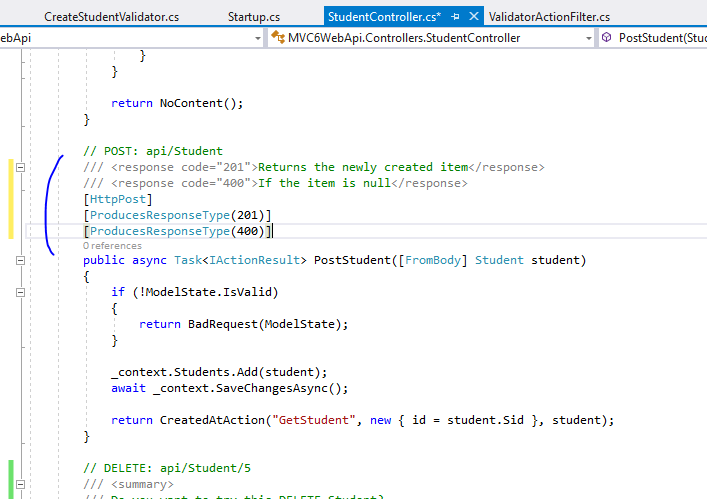 CreateStudentValidator.cs Startup.cs StudentController.cs* ValidatorActionFilter.cs
ebApi MVC6WebApi.Controllers.StudentController PostStudent(Stu
}
}
return NoContent();
}
// POST: api/Student
/// <response code="201">Returns the newly created item</response>
/// <response code="400">If the item is null</response>
[HttpPost]
[ProducesResponseType(201)]
[ProducesResponseType(400)]
0 references
public async Task<IActionResult> PostStudent([FromBody] Student student)
{
if (!ModelState.IsValid)
{
return BadRequest(ModelState);
}
_context.Students.Add(student);
await _context.SaveChangesAsync();
return CreatedAtAction("GetStudent", new { id = student.Sid }, student);
}
// DELETE: api/Student/5
/// <summary>